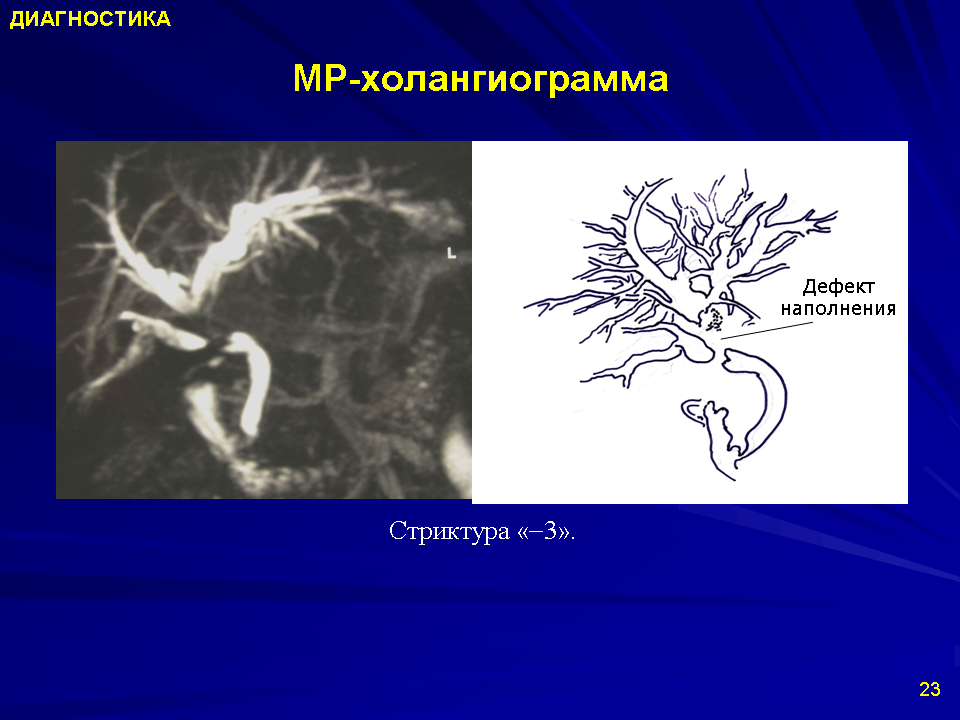 ДИАГНОСТИКА
МР-холангиограмма
L
Дефект
наполнения
Стриктура «−3».
23